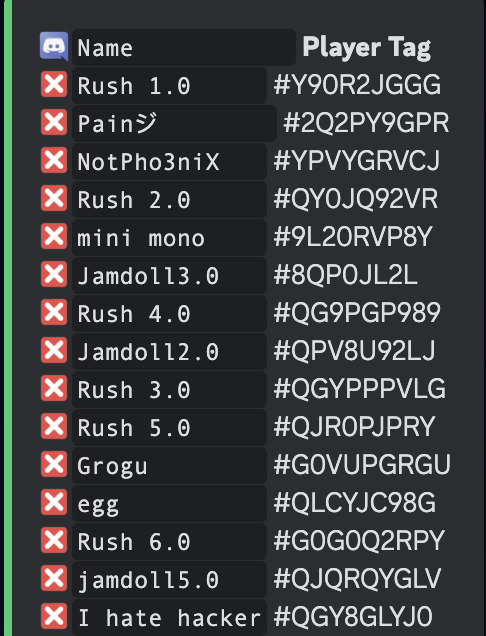 Name Player Tag
Rush 1.0 #Y90R2JGGG
Painジ #2Q2PY9GPR
NotPho3niX #YPVYGRVCJ
Rush 2.0 #QY0JQ92VR
mini mono #9L20RVP8Y
Jamdoll3.0 #8QP0JL2L
Rush 4.0 #QG9PGP989
Jamdoll2.0 #QPV8U92LJ
Rush 3.0 #QGYPPPVLG
Rush 5.0 #QJR0PJPRY
Grogu #G0VUPGRGU
egg #QLCYJC98G
Rush 6.0 #G0G0Q2RPY
jamdoll5.0 #QJQRQYGLV
I hate hacker #QGY8GLYJ0